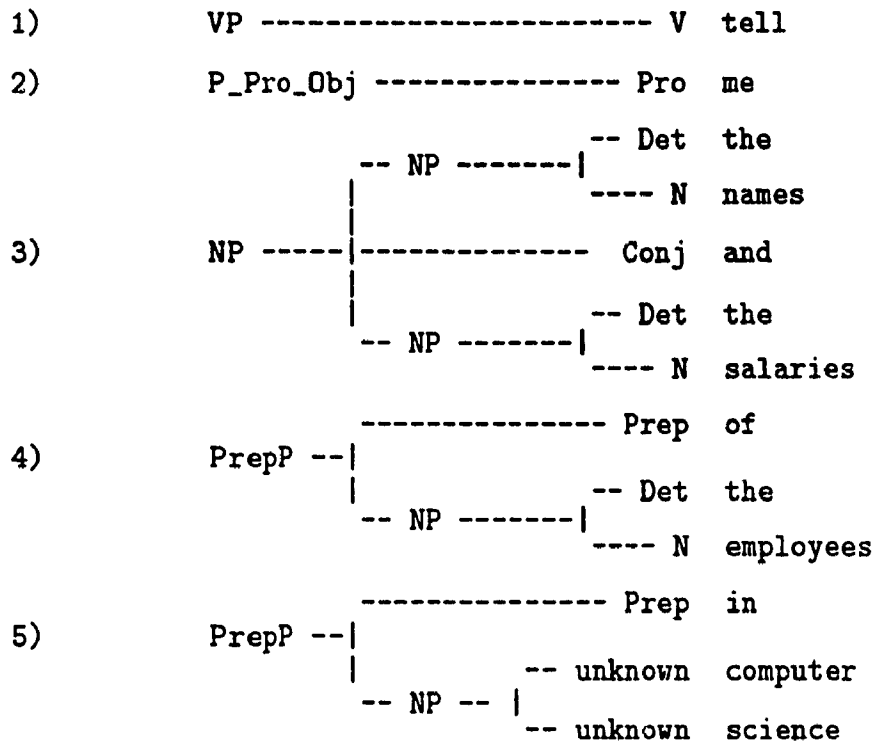 1) VP ---------------------- V tell
2) P_Pro_Obj --------------- Pro me
-- Det the
-- NP -------|
---- N names
3) NP -----|--------------- Conj and
-- Det the
-- NP -------|
---- N salaries
--------------- Prep of
4) PrepP --|
-- Det the
-- NP -------|
---- N employees
--------------- Prep in
5) PrepP --|
-- unknown computer
-- NP -- |
-- unknown science